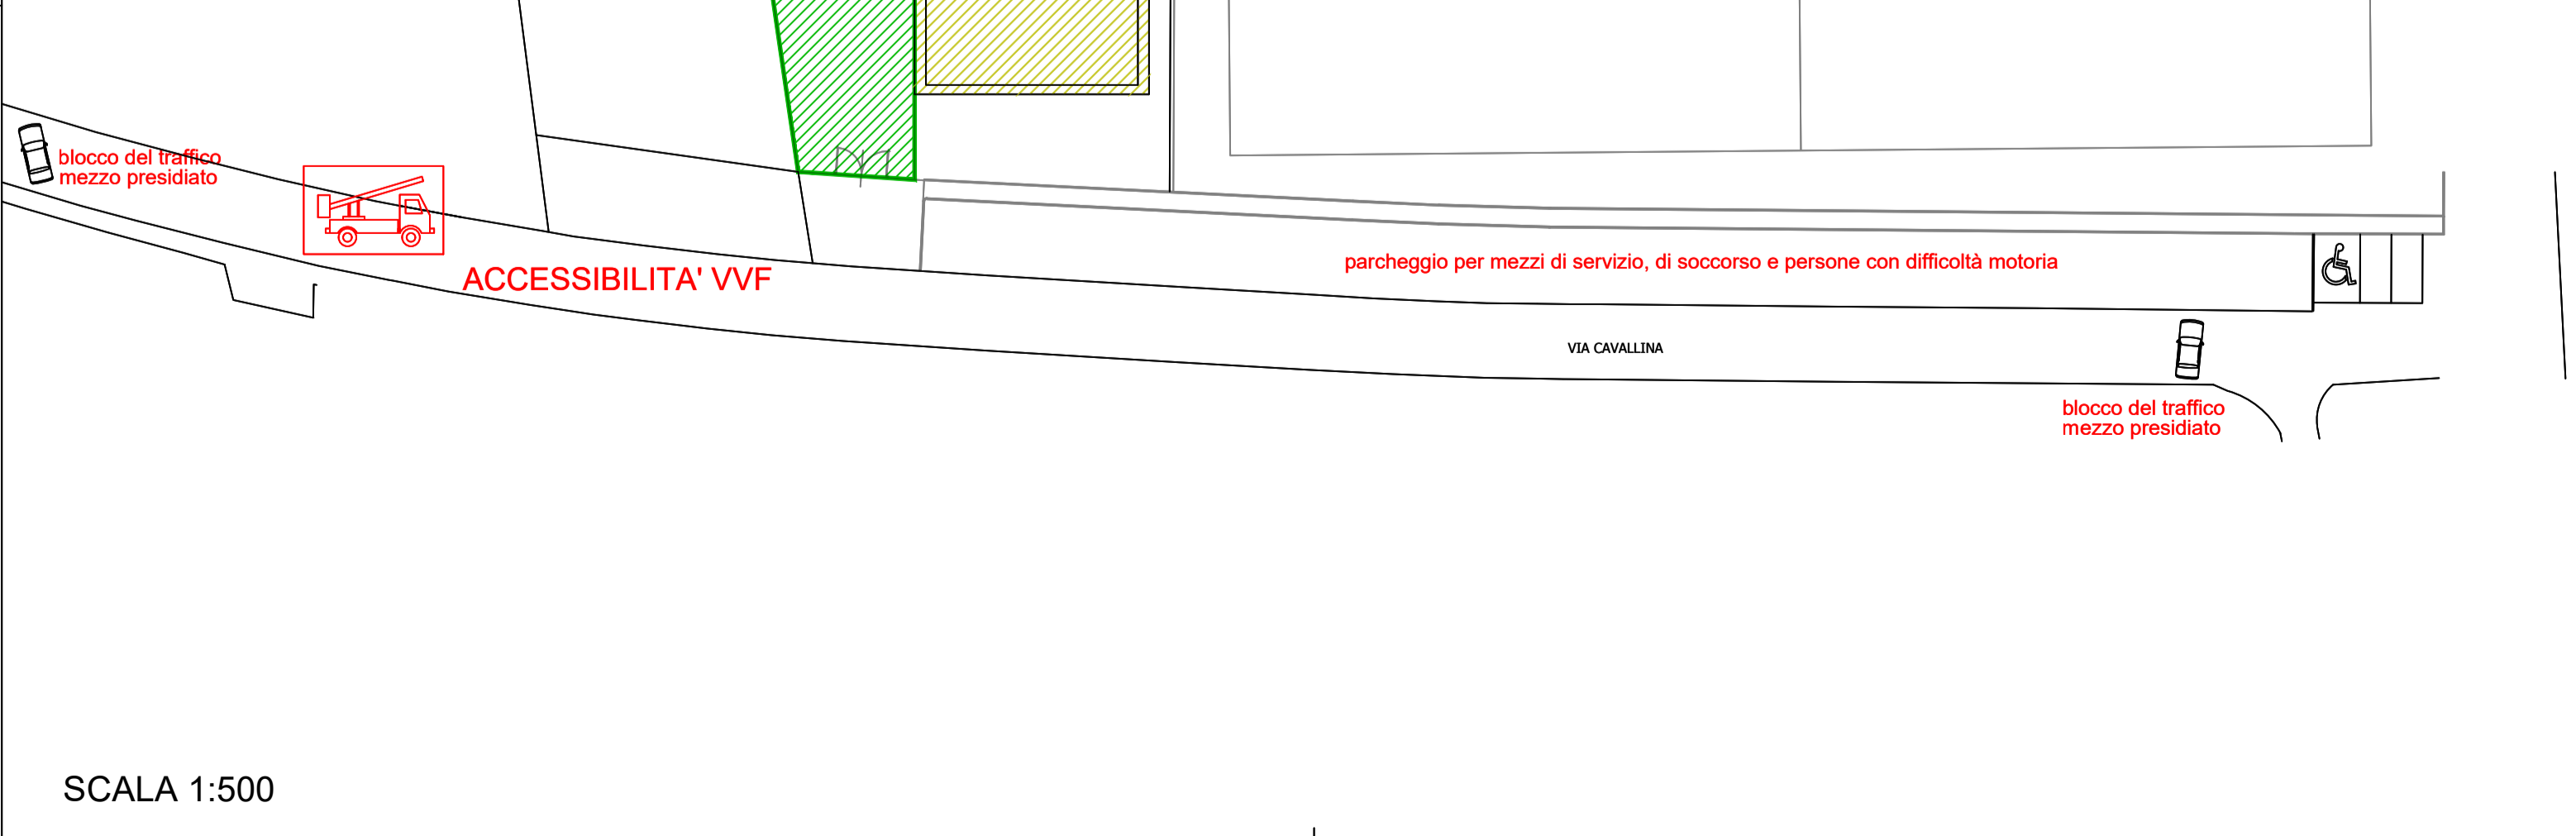 blocco del traffico
mezzo presidiato
ACCESSIBILITA' VVF
parcheggio per mezzi di servizio, di soccorso e persone con difficoltà motoria
VIA CAVALLINA
blocco del traffico
mezzo presidiato
SCALA 1:500